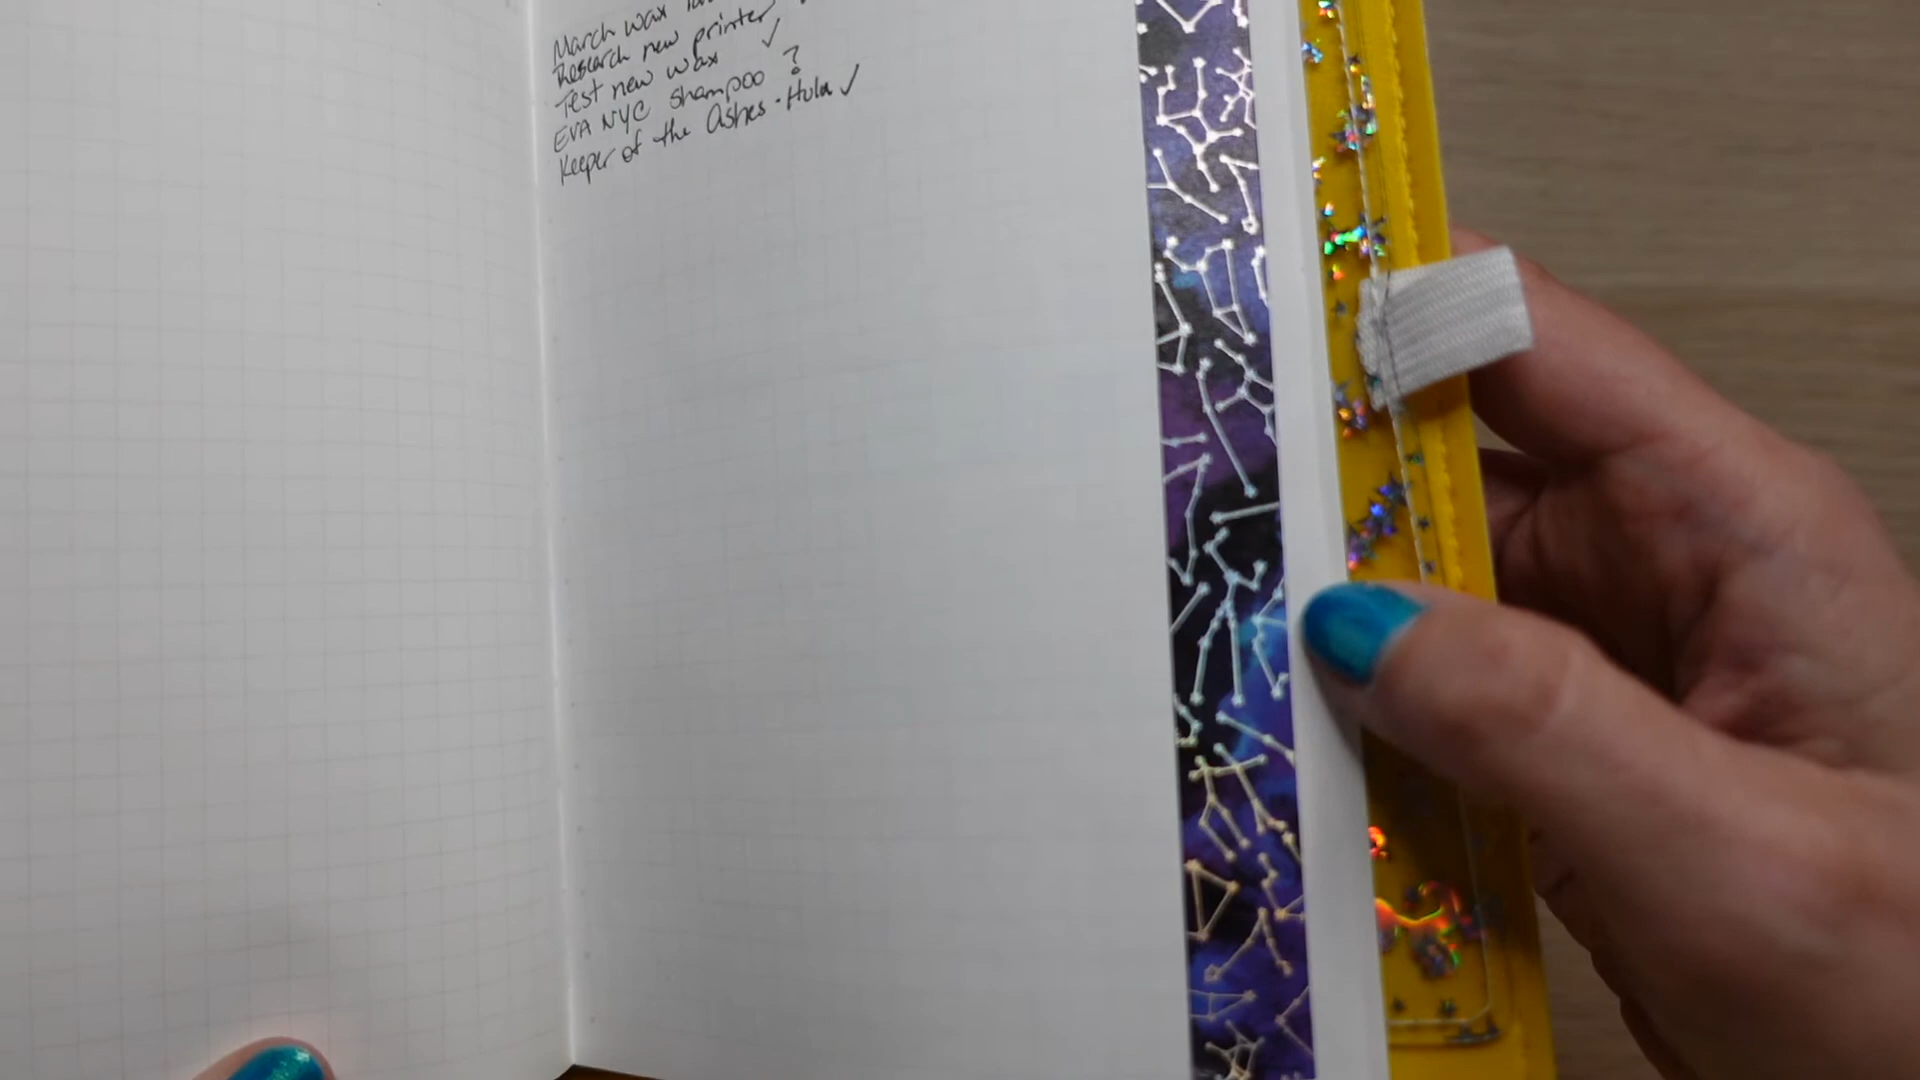 March wax
Research new printer
Test new wax ✓
EVA NYC shampoo ?
Keeper of the Ashes - Hulu ✓